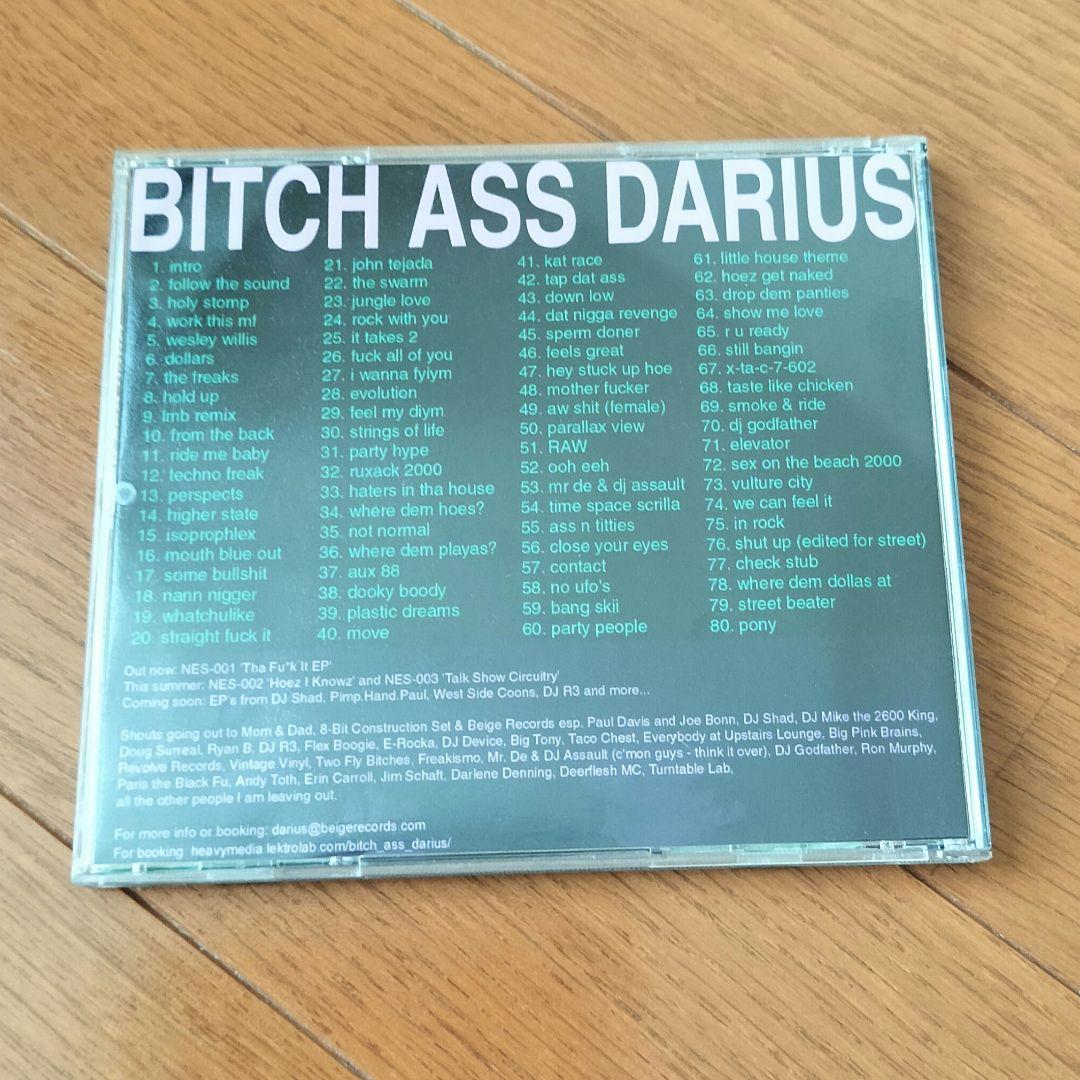 BITCH ASS DARIUS
1. intro
2. follow the sound
3. holy stomp
4. work this mf
5. wesley willis
6. dollars
7. the freaks
8. hold up
9. lmb remix
10. from the back
11. ride me baby
12. techno freak
13. perspects
14. higher state
15. isoprophlex
16. mouth blue out
17. some bullshit
18. nann nigger
19. whatchulike
20. straight fuck it
21. john tejada
22. the swarm
23. jungle love
24. rock with you
25. it takes 2
26. fuck all of you
27. i wanna fyiym
28. evolution
29. feel my diym
30. strings of life
31. party hype
32. ruxack 2000
33. haters in tha house
34. where dem hoes?
35. not normal
36. where dem playas?
37. aux 88
38. dooky boody
39. plastic dreams
40. move
41. kat race
42. tap dat ass
43. down low
44. dat nigga revenge
45. sperm doner
46. feels great
47. hey stuck up hoe
48. mother fucker
49. aw shit (female)
50. parallax view
51. RAW
52. ooh eeh
53. mr de & dj assault
54. time space scrilla
55. ass n titties
56. close your eyes
57. contact
58. no ufo's
59. bang skii
60. party people
61. little house theme
62. hoez get naked
63. drop dem panties
64. show me love
65. r u ready
66. still bangin
67. x-ta-c-7-602
68. taste like chicken
69. smoke & ride
70. dj godfather
71. elevator
72. sex on the beach 2000
73. vulture city
74. we can feel it
75. in rock
76. shut up (edited for street)
77. check stub
78. where dem dollas at
79. street beater
80. pony
Out now: NES-001 'Tha Fu*k It EP'
This summer: NES-002 'Hoez I Knowz' and NES-003 'Talk Show Circuitry'
Coming soon: EP's from DJ Shad, Pimp.Hand.Paul, West Side Coons, DJ R3 and more...
Shouts going out to Mom & Dad, 8-Bit Construction Set & Beige Records esp. Paul Davis and Joe Bonn, DJ Shad, DJ Mike the 2600 King,
Doug Surreal, Ryan B. DJ R3, Flex Boogie, E-Rocka, DJ Device, Big Tony, Taco Chest, Everybody at Upstairs Lounge, Big Pink Brains,
Revolve Records, Vintage Vinyl, Two Fly Bitches, Freakismo, Mr. De & DJ Assault (c'mon guys - think it over), DJ Godfather, Ron Murphy,
Paris the Black Fu, Andy Toth, Erin Carroll, Jim Schaft, Darlene Denning, Deerflesh MC, Turntable Lab,
all the other people I am leaving out.
For more info or booking: darius@beigerecords.com
For booking heavymedia.lektrolab.com/bitch_ass_darius/